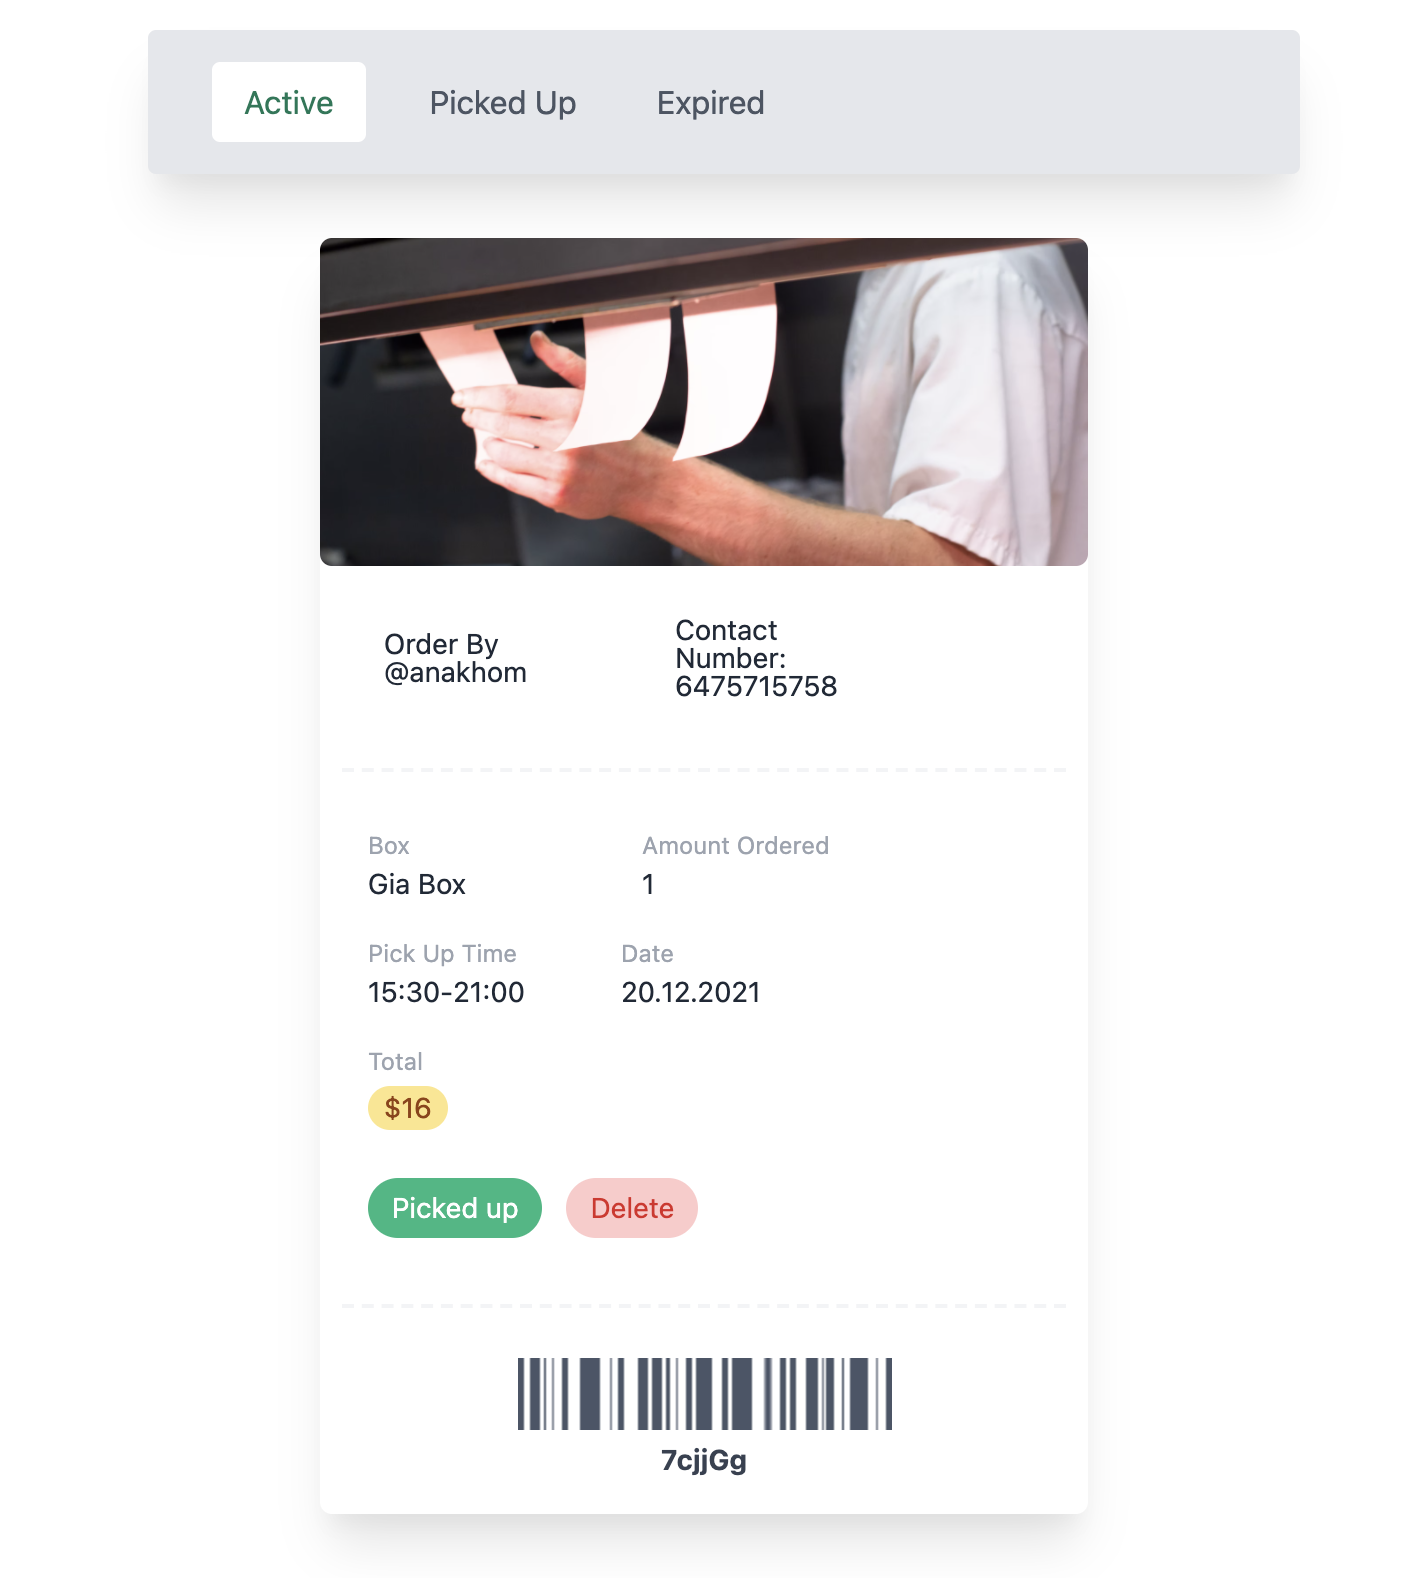 Active Picked Up Expired
Order By
@anakhom
Contact
Number:
6475715758
Box
Gia Box
Amount Ordered
1
Pick Up Time
15:30-21:00
Date
20.12.2021
Total
$16
Picked up Delete
7cjjGg